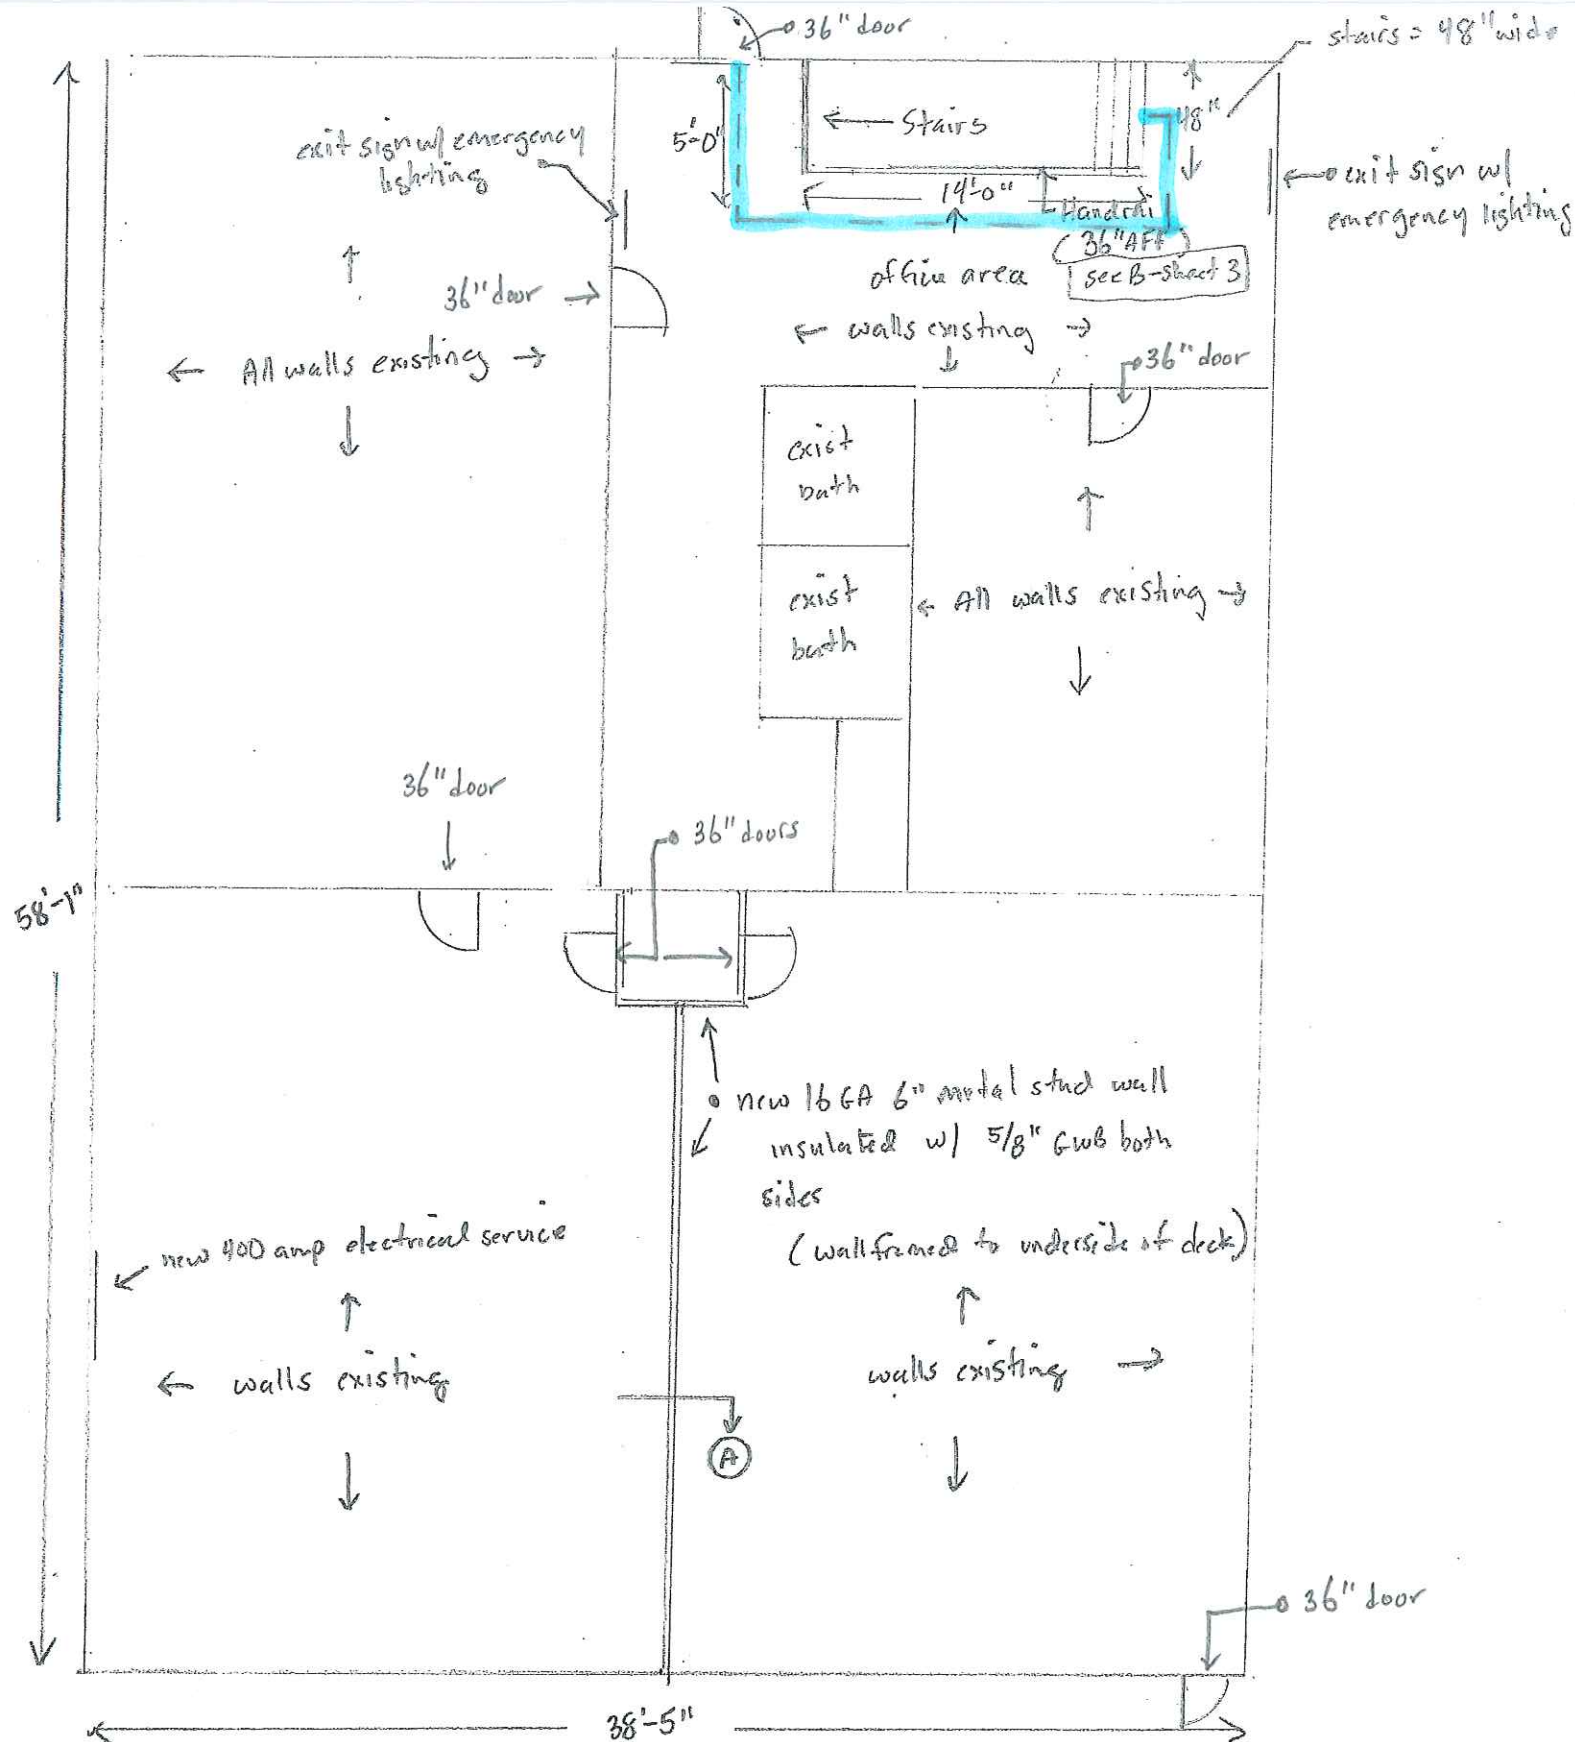 36" door
stairs = 48" wide
exit sign w/ emergency
lighting
5'-0"
Stairs
48"
14'-0"
exit sign w/
emergency lighting
Handrai
(36" AFF)
see B-sheet 3
office area
36" door
walls existing
All walls existing
36" door
exist
bath
exist
bath
All walls existing
36" door
36" doors
58'-1"
new 16 GA 6" metal stud wall
insulated w/ 5/8" GWB both
sides
(wall framed to underside of deck)
new 400 amp electrical service
walls existing
walls existing
A
36" door
38'-5"